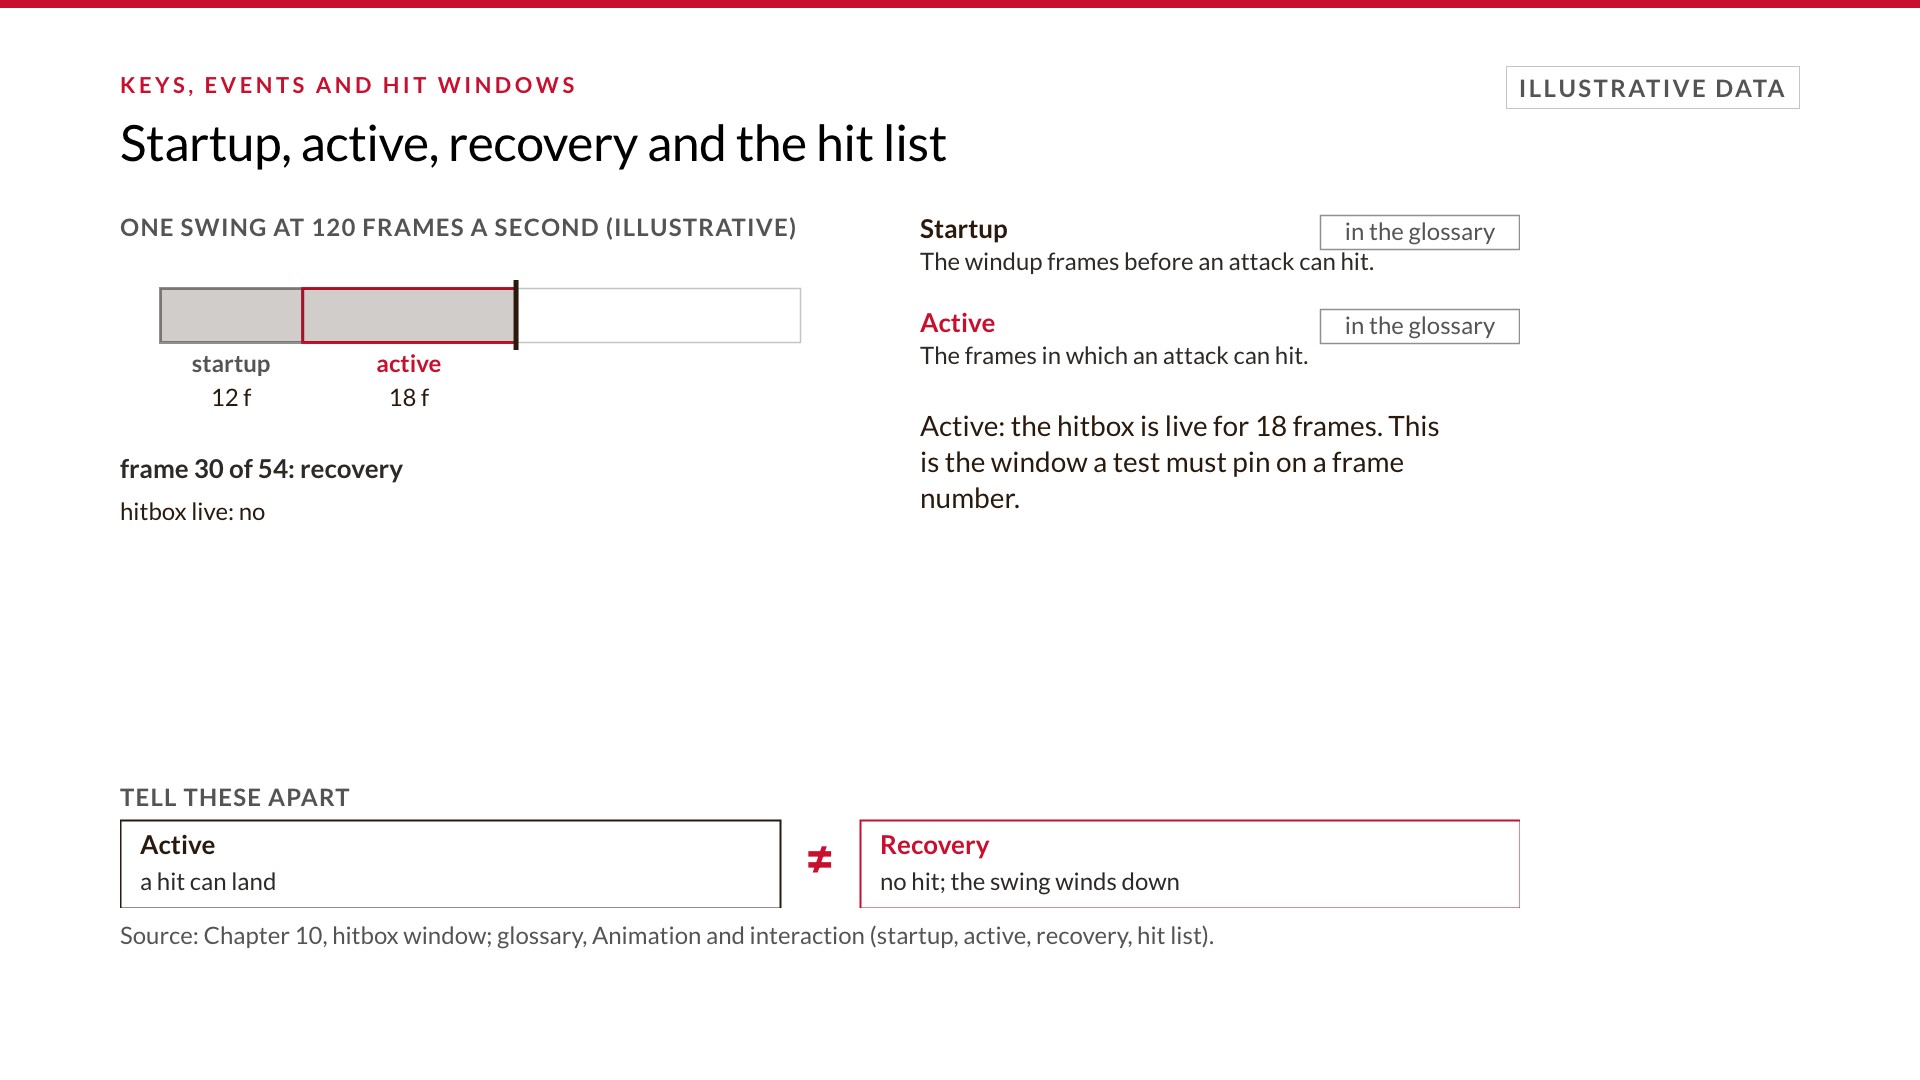 KEYS, EVENTS AND HIT WINDOWS
ILLUSTRATIVE DATA
Startup, active, recovery and the hit list
ONE SWING AT 120 FRAMES A SECOND (ILLUSTRATIVE)
startup
active
12 f
18 f
frame 30 of 54: recovery
hitbox live: no
Startup
in the glossary
The windup frames before an attack can hit.
Active
in the glossary
The frames in which an attack can hit.
Active: the hitbox is live for 18 frames. This
is the window a test must pin on a frame
number.
TELL THESE APART
Active
a hit can land
≠
Recovery
no hit; the swing winds down
Source: Chapter 10, hitbox window; glossary, Animation and interaction (startup, active, recovery, hit list).